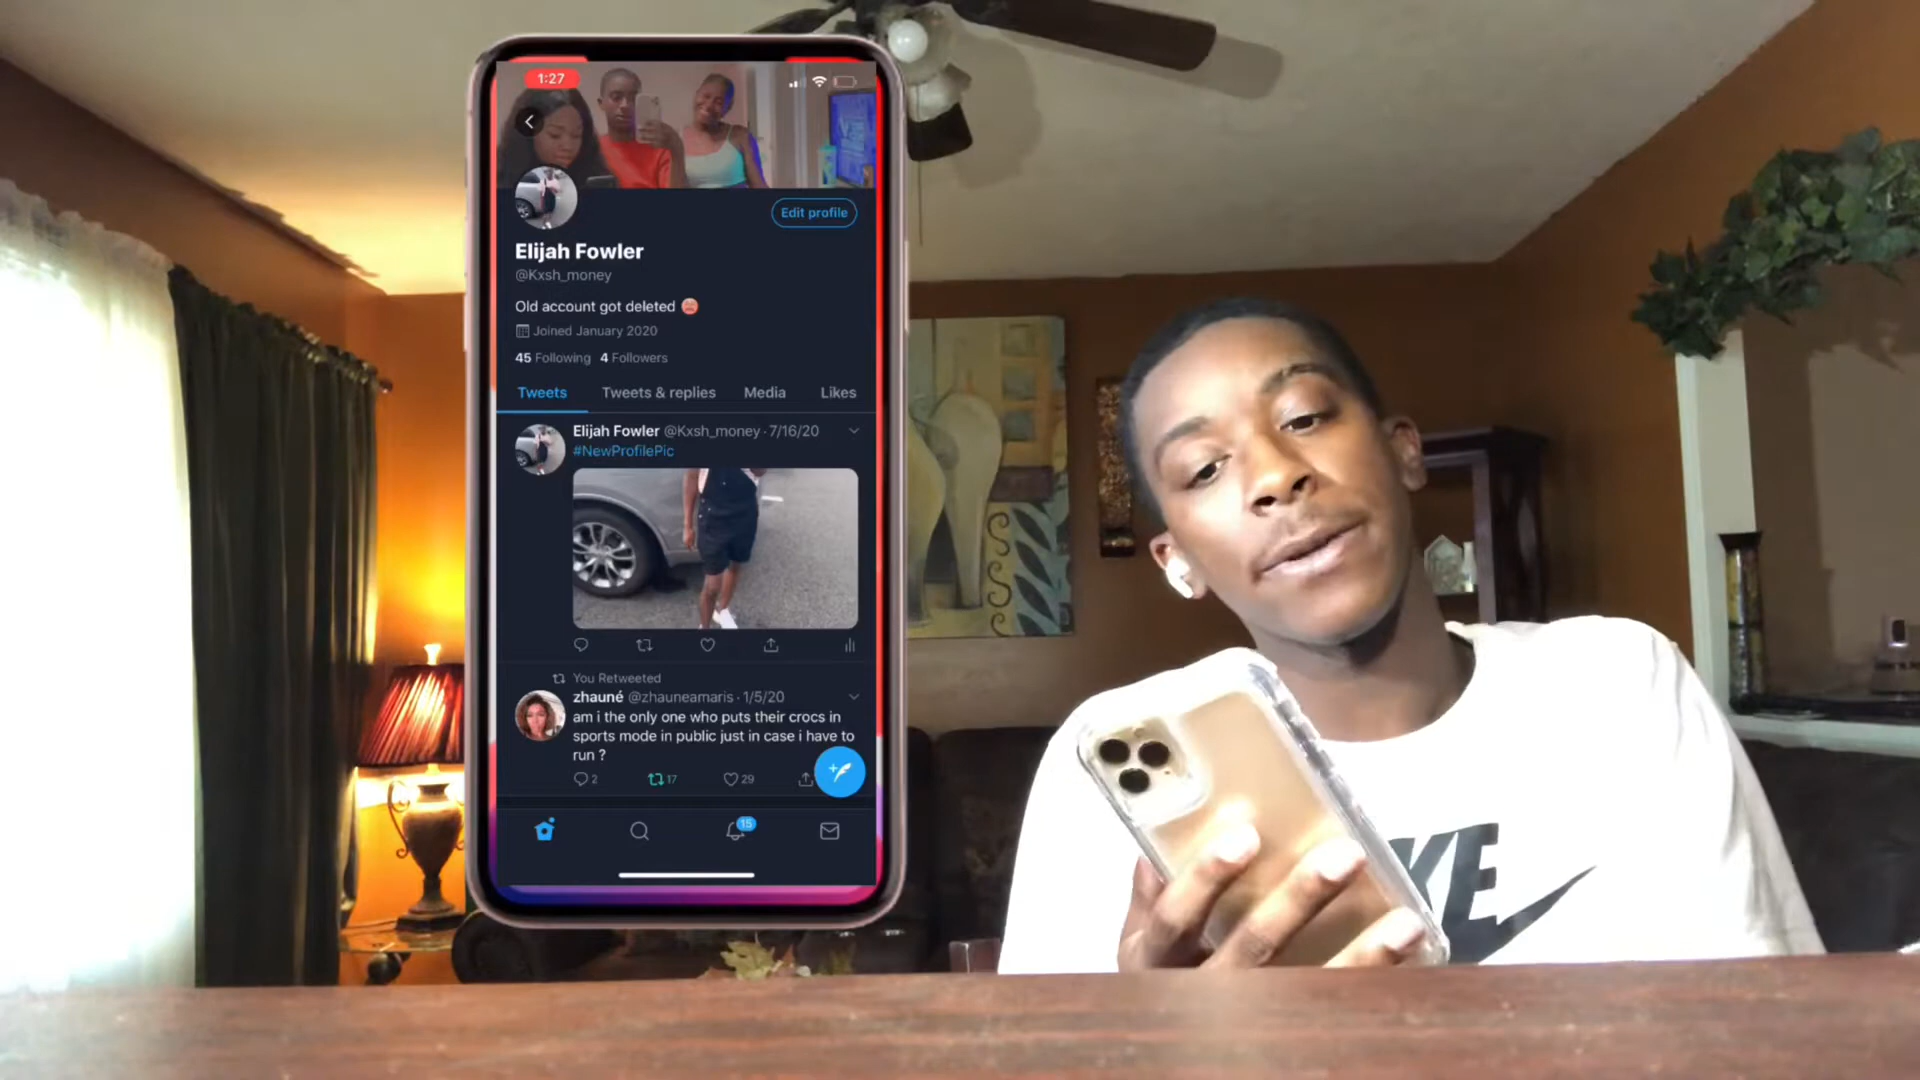 1:27
Edit profile
Elijah Fowler
@Kxsh_money
Old account got deleted
Joined January 2020
45 Following 4 Followers
Tweets Tweets & replies Media Likes
Elijah Fowler @Kxsh_money · 7/16/20
#NewProfilePic
You Retweeted
zhauné @zhauneamaris · 1/5/20
am i the only one who puts their crocs in
sports mode in public just in case i have to
run ?
2 17 29
15
KE